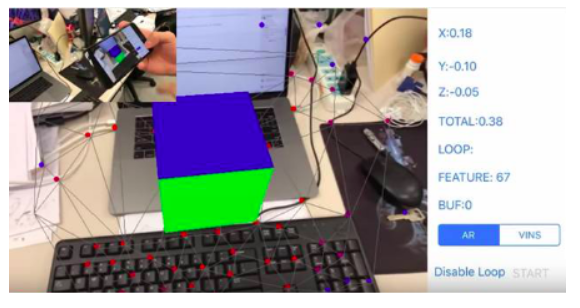 X:0.18
Y:-0.10
Z:-0.05
TOTAL:0.38
LOOP:
FEATURE: 67
BUF:0
AR VINS
Disable Loop START